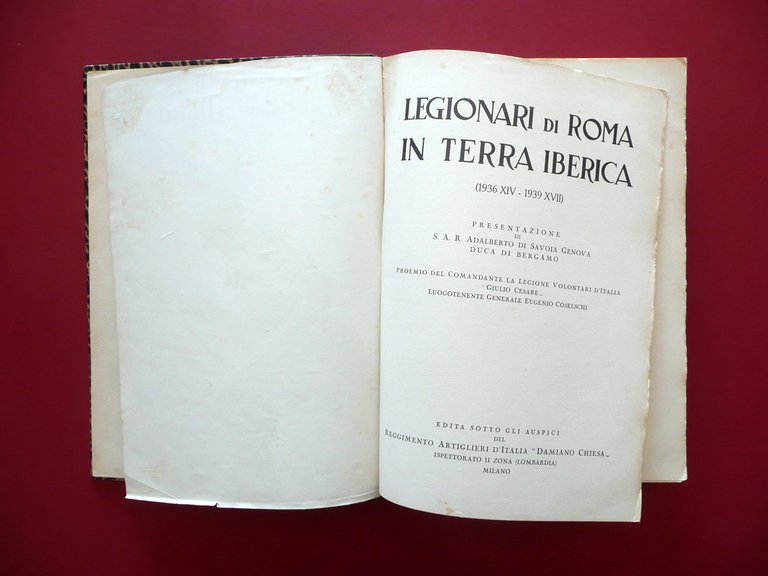 LEGIONARI DI ROMA
IN TERRA IBERICA
(1936 XIV - 1939 XVII)
PRESENTAZIONE
DI
S. A. R. ADALBERTO DI SAVOIA GENOVA
DUCA DI BERGAMO
PROEMIO DEL COMANDANTE LA LEGIONE VOLONTARI D'ITALIA
"GIULIO CESARE„
LUOGOTENENTE GENERALE EUGENIO COSELSCHI
EDITA SOTTO GLI AUSPICI
DEL
REGGIMENTO ARTIGLIERI D'ITALIA "DAMIANO CHIESA„
ISPETTORATO II ZONA (LOMBARDIA)
MILANO